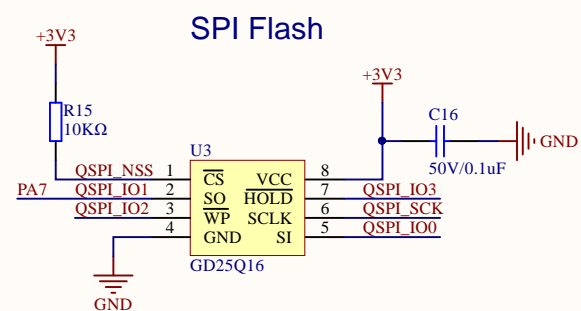 SPI Flash
+3V3
+3V3
R15
10KΩ
C16
GND
50V/0.1uF
U3
QSPI_NSS 1 CS VCC 8
PA7 QSPI_IO1 2 SO HOLD 7 QSPI_IO3
QSPI_IO2 3 WP SCLK 6 QSPI_SCK
4 GND SI 5 QSPI_IO0
GD25Q16
GND